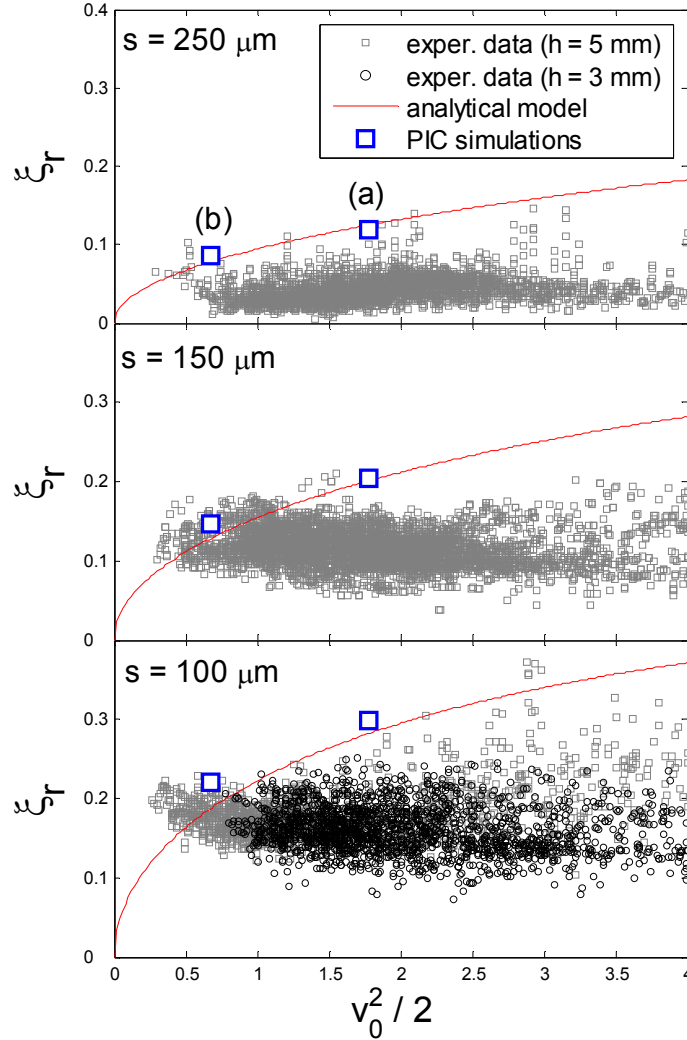 0.4
s = 250 μm
exper. data (h = 5 mm)
exper. data (h = 3 mm)
analytical model
PIC simulations
0.3
ξr
0.2
(b)
(a)
0.1
0
s = 150 μm
0.3
ξr
0.2
0.1
0
s = 100 μm
0.3
ξr
0.2
0.1
0
0 0.5 1 1.5 2 2.5 3 3.5 4
v₀² / 2